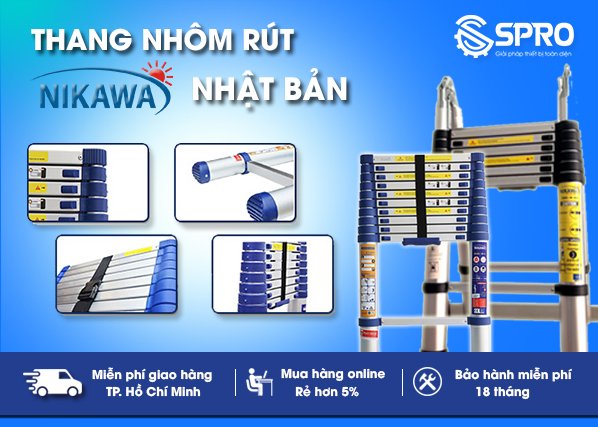 THANG NHÔM RÚT
NIKAWA NHẬT BẢN
SPRO
Giải pháp thiết bị toàn diện
Miễn phí giao hàng
TP. Hồ Chí Minh
Mua hàng online
Rẻ hơn 5%
Bảo hành miễn phí
18 tháng